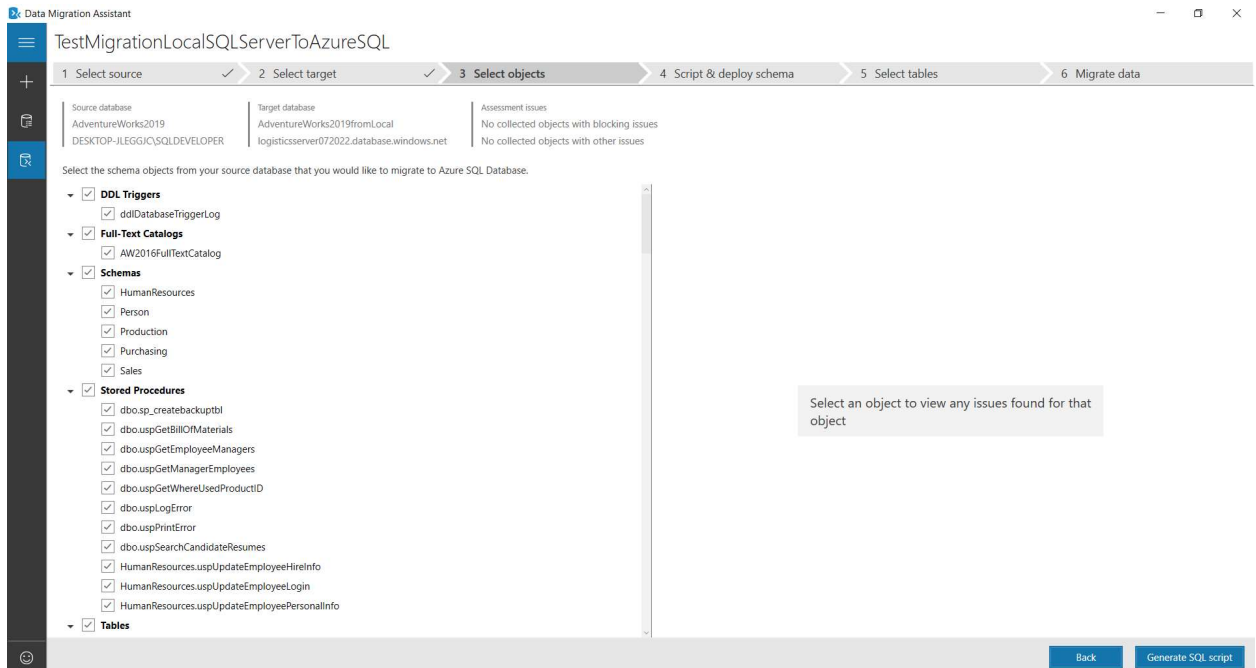 Data Migration Assistant
TestMigrationLocalSQLServerToAzureSQL
1 Select source
2 Select target
3 Select objects
4 Script & deploy schema
5 Select tables
6 Migrate data
Source database
AdventureWorks2019
DESKTOP-JLEGGJC\SQLDEVELOPER
Target database
AdventureWorks2019fromLocal
logisticsserver072022.database.windows.net
Assessment issues
No collected objects with blocking issues
No collected objects with other issues
Select the schema objects from your source database that you would like to migrate to Azure SQL Database.
DDL Triggers
ddlDatabaseTriggerLog
Full-Text Catalogs
AW2016FullTextCatalog
Schemas
HumanResources
Person
Production
Purchasing
Sales
Stored Procedures
dbo.sp_createbackuptbl
dbo.uspGetBillOfMaterials
dbo.uspGetEmployeeManagers
dbo.uspGetManagerEmployees
dbo.uspGetWhereUsedProductID
dbo.uspLogError
dbo.uspPrintError
dbo.uspSearchCandidateResumes
HumanResources.uspUpdateEmployeeHireInfo
HumanResources.uspUpdateEmployeeLogin
HumanResources.uspUpdateEmployeePersonalInfo
Tables
Select an object to view any issues found for that
object
Back
Generate SQL script